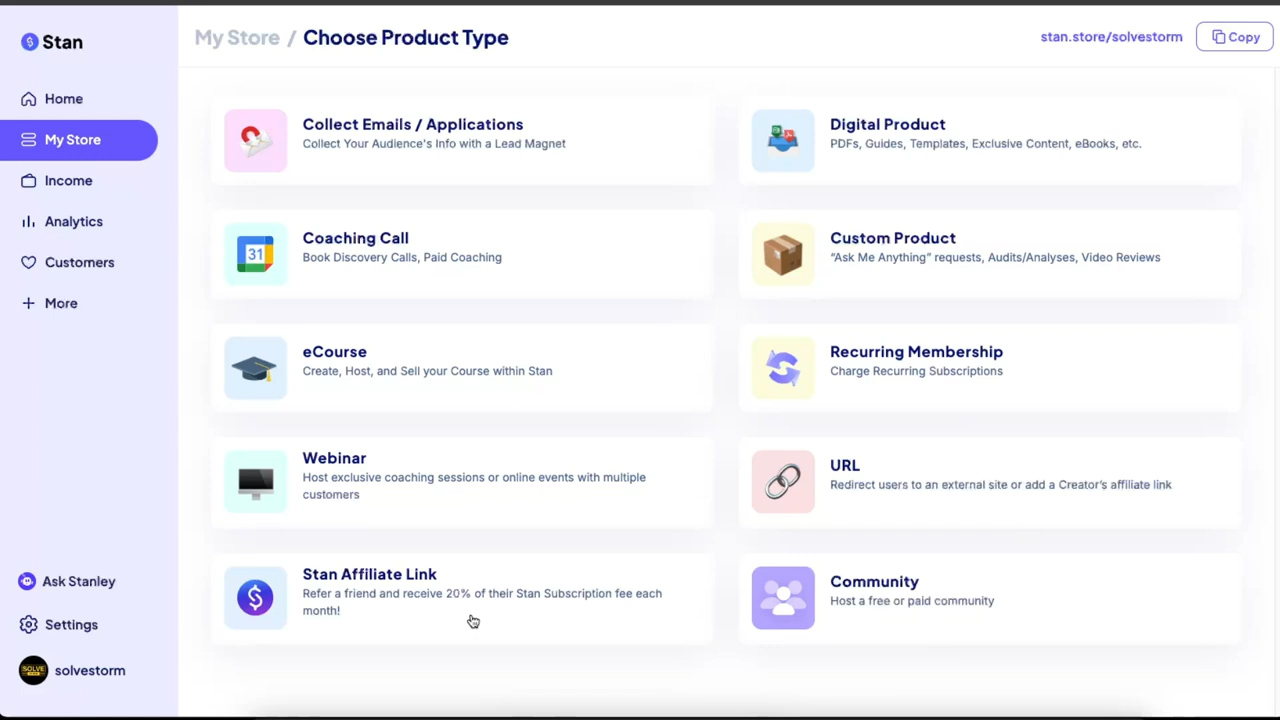 Stan
My Store / Choose Product Type
stan.store/solvestorm
Copy
Home
My Store
Income
Analytics
Customers
More
Ask Stanley
Settings
SOLVE
solvestorm
Collect Emails / Applications
Collect Your Audience's Info with a Lead Magnet
Digital Product
PDFs, Guides, Templates, Exclusive Content, eBooks, etc.
31
Coaching Call
Book Discovery Calls, Paid Coaching
Custom Product
“Ask Me Anything” requests, Audits/Analyses, Video Reviews
eCourse
Create, Host, and Sell your Course within Stan
Recurring Membership
Charge Recurring Subscriptions
Webinar
Host exclusive coaching sessions or online events with multiple
customers
URL
Redirect users to an external site or add a Creator’s affiliate link
Stan Affiliate Link
Refer a friend and receive 20% of their Stan Subscription fee each
month!
Community
Host a free or paid community